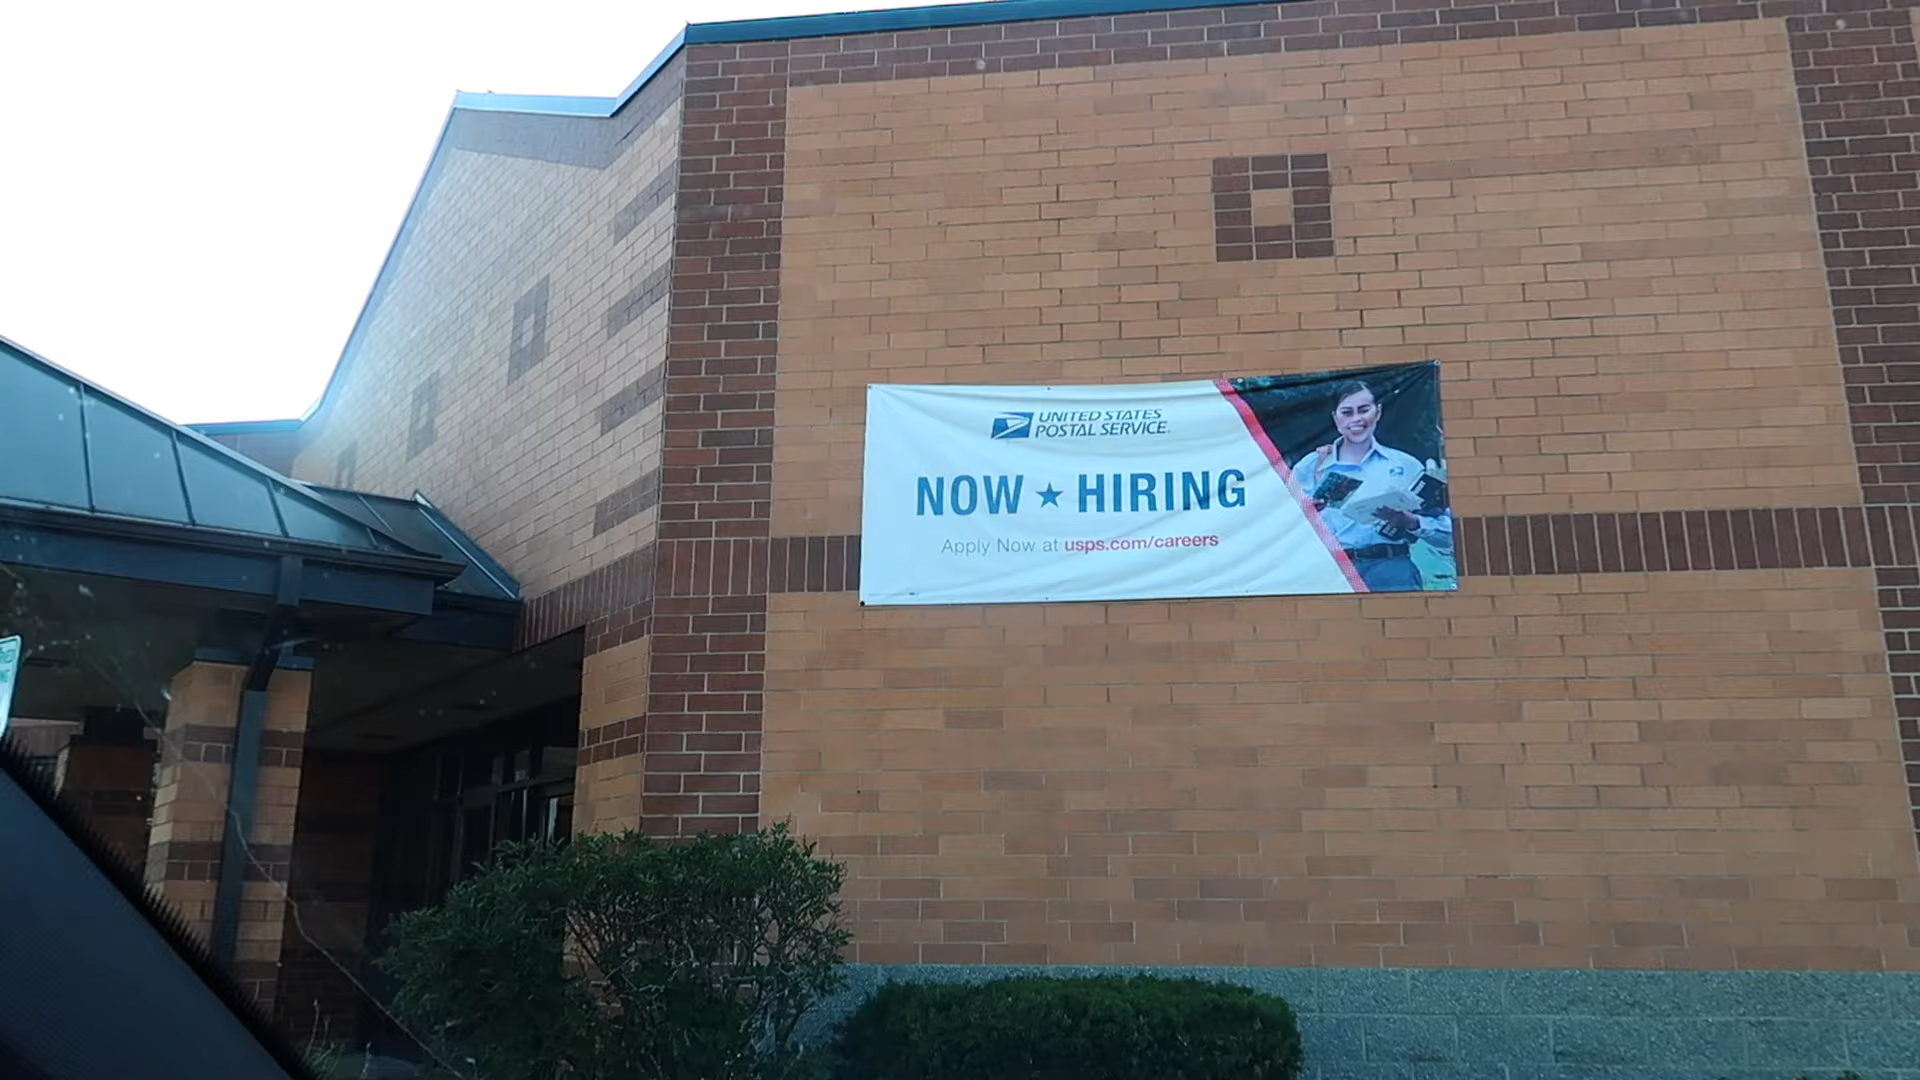 UNITED STATES
POSTAL SERVICE.
NOW ★ HIRING
Apply Now at usps.com/careers